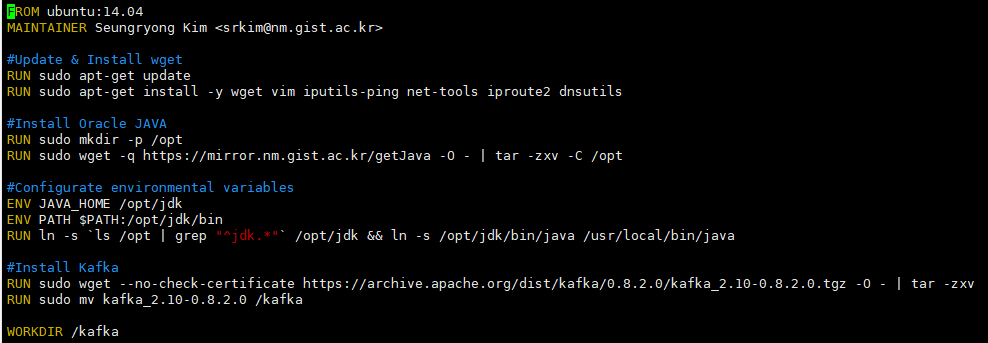 FROM ubuntu:14.04
MAINTAINER Seungryong Kim <srkim@nm.gist.ac.kr>
#Update & Install wget
RUN sudo apt-get update
RUN sudo apt-get install -y wget vim iputils-ping net-tools iproute2 dnsutils
#Install Oracle JAVA
RUN sudo mkdir -p /opt
RUN sudo wget -q https://mirror.nm.gist.ac.kr/getJava -O - | tar -zxv -C /opt
#Configurate environmental variables
ENV JAVA_HOME /opt/jdk
ENV PATH $PATH:/opt/jdk/bin
RUN ln -s `ls /opt | grep "^jdk.*"` /opt/jdk && ln -s /opt/jdk/bin/java /usr/local/bin/java
#Install Kafka
RUN sudo wget --no-check-certificate https://archive.apache.org/dist/kafka/0.8.2.0/kafka_2.10-0.8.2.0.tgz -O - | tar -zxv
RUN sudo mv kafka_2.10-0.8.2.0 /kafka
WORKDIR /kafka